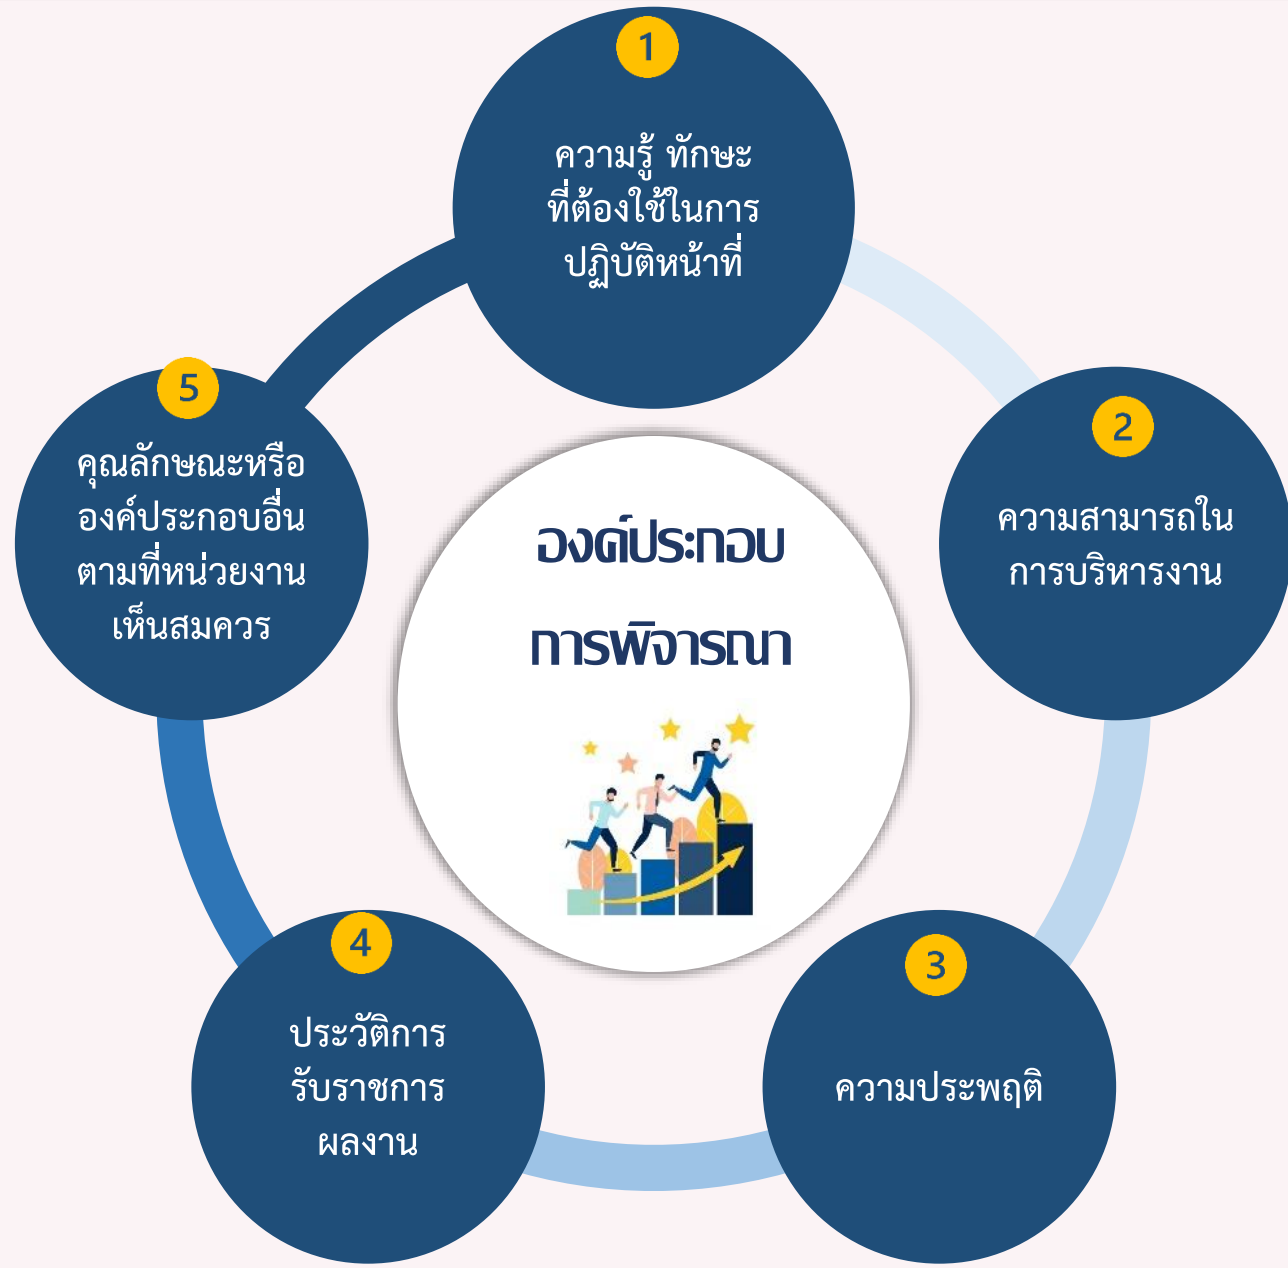 องค์ประกอบ
การพิจารณา
1
ความรู้ ทักษะ
ที่ต้องใช้ในการ
ปฏิบัติหน้าที่
2
ความสามารถใน
การบริหารงาน
3
ความประพฤติ
4
ประวัติการ
รับราชการ
ผลงาน
5
คุณลักษณะหรือ
องค์ประกอบอื่น
ตามที่หน่วยงาน
เห็นสมควร